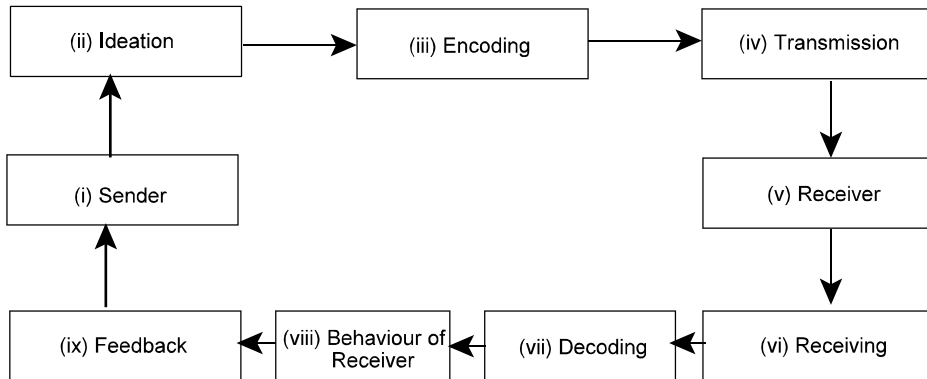 (ii) Ideation
(iii) Encoding
(iv) Transmission
(i) Sender
(v) Receiver
(ix) Feedback
(viii) Behaviour of
Receiver
(vii) Decoding
(vi) Receiving